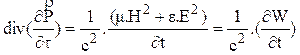 div(∂P⃗/∂τ) = 1/c². (μ.H² + ε.E²)/∂t = 1/c².(∂W/∂t)